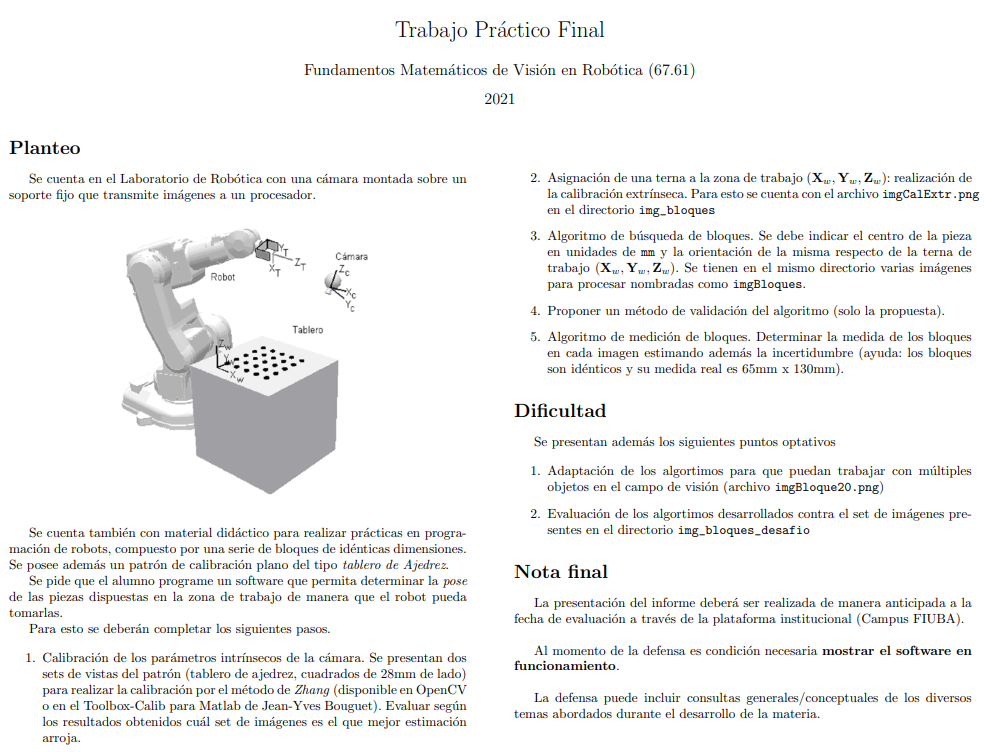 Trabajo Práctico Final
Fundamentos Matemáticos de Visión en Robótica (67.61)
2021
Planteo
Se cuenta en el Laboratorio de Robótica con una cámara montada sobre un
soporte fijo que transmite imágenes a un procesador.
Robot
Y_T
X_T
Z_T
Cámara
Z_C
X_C
Y_C
Tablero
Z_W
Y_W
X_W
Se cuenta también con material didáctico para realizar prácticas en progra-
mación de robots, compuesto por una serie de bloques de idénticas dimensiones.
Se posee además un patrón de calibración plano del tipo tablero de Ajedrez.
Se pide que el alumno programe un software que permita determinar la pose
de las piezas dispuestas en la zona de trabajo de manera que el robot pueda
tomarlas.
Para esto se deberán completar los siguientes pasos.
1. Calibración de los parámetros intrínsecos de la cámara. Se presentan dos
sets de vistas del patrón (tablero de ajedrez, cuadrados de 28mm de lado)
para realizar la calibración por el método de Zhang (disponible en OpenCV
o en el Toolbox-Calib para Matlab de Jean-Yves Bouguet). Evaluar según
los resultados obtenidos cuál set de imágenes es el que mejor estimación
arroja.
2. Asignación de una terna a la zona de trabajo (X_w, Y_w, Z_w): realización de
la calibración extrínseca. Para esto se cuenta con el archivo imgCalExtr.png
en el directorio img_bloques
3. Algoritmo de búsqueda de bloques. Se debe indicar el centro de la pieza
en unidades de mm y la orientación de la misma respecto de la terna de
trabajo (X_w, Y_w, Z_w). Se tienen en el mismo directorio varias imágenes
para procesar nombradas como imgBloques.
4. Proponer un método de validación del algoritmo (solo la propuesta).
5. Algoritmo de medición de bloques. Determinar la medida de los bloques
en cada imagen estimando además la incertidumbre (ayuda: los bloques
son idénticos y su medida real es 65mm x 130mm).
Dificultad
Se presentan además los siguientes puntos optativos
1. Adaptación de los algortimos para que puedan trabajar con múltiples
objetos en el campo de visión (archivo imgBloque20.png)
2. Evaluación de los algortimos desarrollados contra el set de imágenes pre-
sentes en el directorio img_bloques_desafio
Nota final
La presentación del informe deberá ser realizada de manera anticipada a la
fecha de evaluación a través de la plataforma institucional (Campus FIUBA).
Al momento de la defensa es condición necesaria mostrar el software en
funcionamiento.
La defensa puede incluir consultas generales/conceptuales de los diversos
temas abordados durante el desarrollo de la materia.